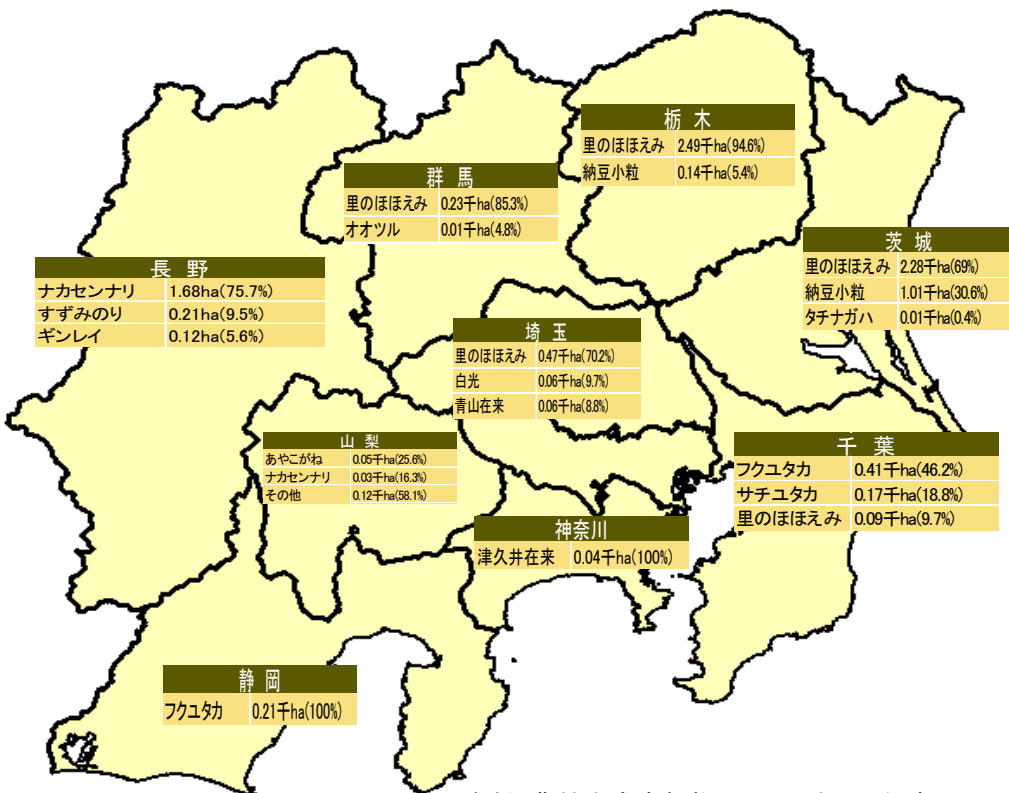 栃 木
里のほほえみ 2.49千ha(94.6%)
納豆小粒 0.14千ha(5.4%)
群 馬
里のほほえみ 0.23千ha(85.3%)
オオツル 0.01千ha(4.8%)
茨 城
里のほほえみ 2.28千ha(69%)
納豆小粒 1.01千ha(30.6%)
タチナガハ 0.01千ha(0.4%)
長 野
ナカセンナリ 1.68ha(75.7%)
すずみのり 0.21ha(9.5%)
ギンレイ 0.12ha(5.6%)
埼 玉
里のほほえみ 0.47千ha(70.2%)
白光 0.06千ha(9.7%)
青山在来 0.06千ha(8.8%)
山 梨
あやこがね 0.05千ha(25.6%)
ナカセンナリ 0.03千ha(16.3%)
その他 0.12千ha(58.1%)
千 葉
フクユタカ 0.41千ha(46.2%)
サチユタカ 0.17千ha(18.8%)
里のほほえみ 0.09千ha(9.7%)
神奈川
津久井在来 0.04千ha(100%)
静 岡
フクユタカ 0.21千ha(100%)